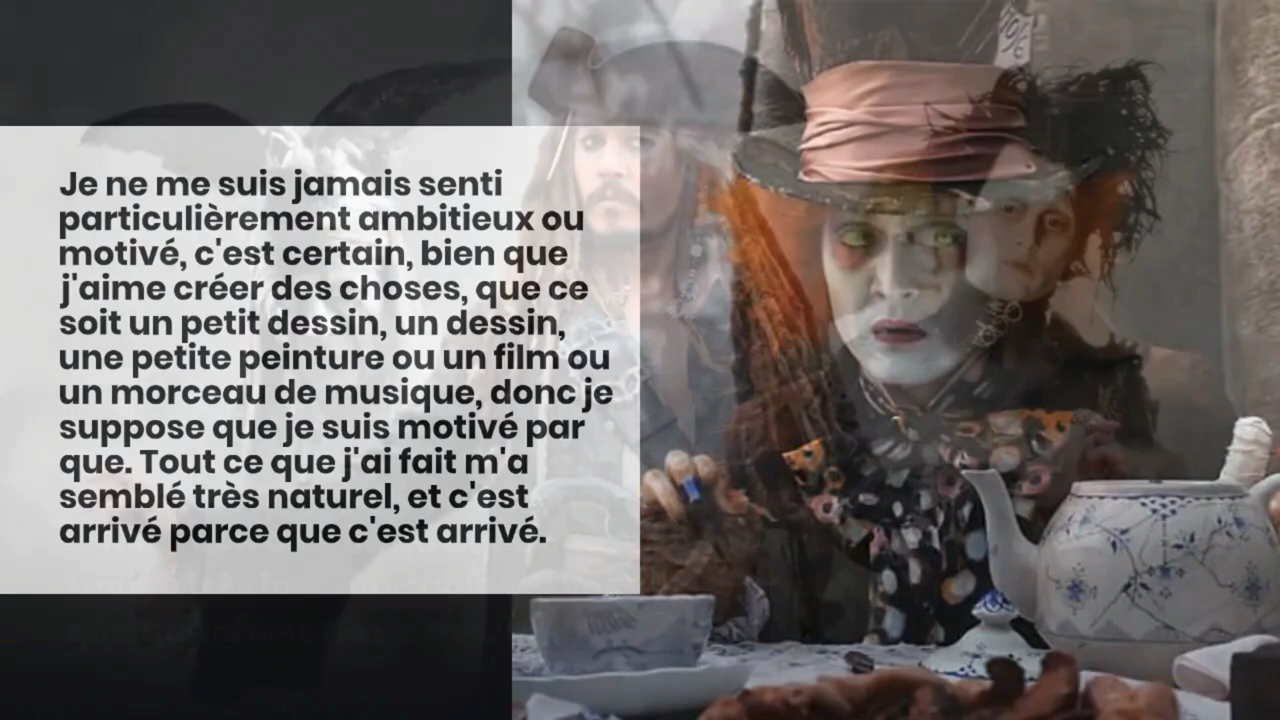 Je ne me suis jamais senti
particulièrement ambitieux ou
motivé, c'est certain, bien que
j'aime créer des choses, que ce
soit un petit dessin, un dessin,
une petite peinture ou un film ou
un morceau de musique, donc je
suppose que je suis motivé par
que. Tout ce que j'ai fait m'a
semblé très naturel, et c'est
arrivé parce que c'est arrivé.
10/6